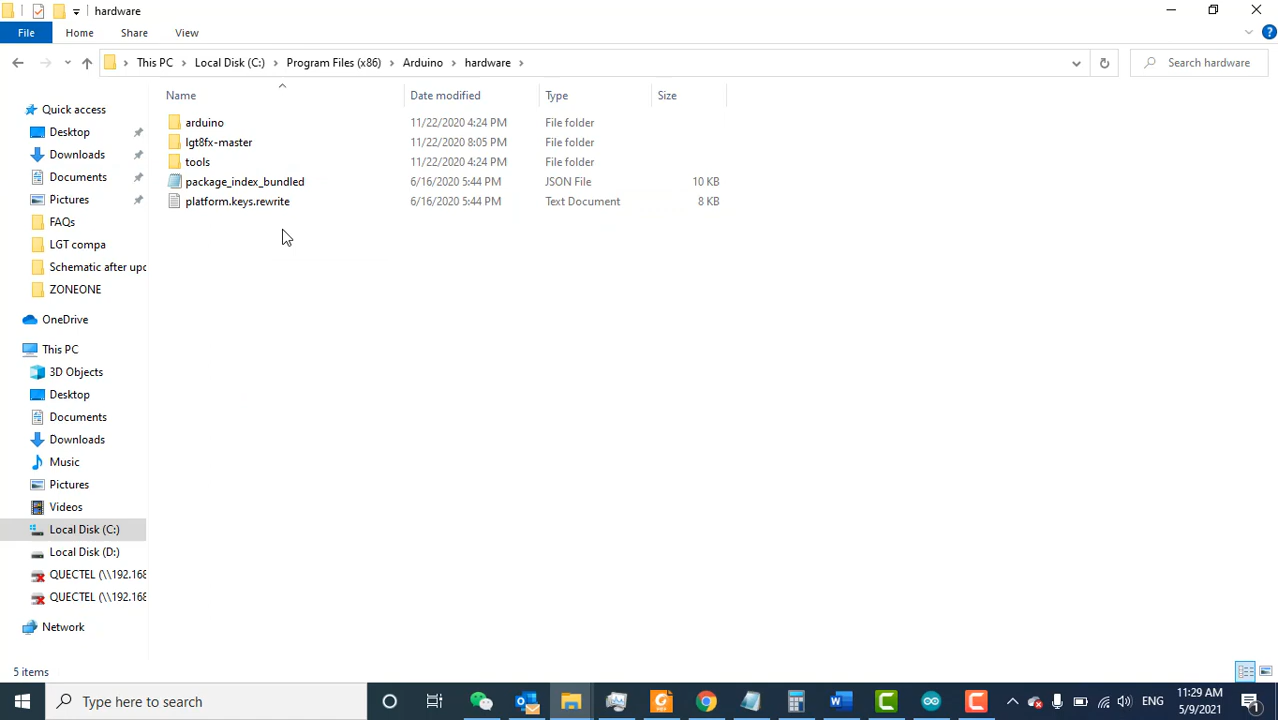 hardware
File Home Share View
This PC Local Disk (C:) Program Files (x86) Arduino hardware Search hardware
Name Date modified Type Size
arduino 11/22/2020 4:24 PM File folder
lgt8fx-master 11/22/2020 8:05 PM File folder
tools 11/22/2020 4:24 PM File folder
package_index_bundled 6/16/2020 5:44 PM JSON File 10 KB
platform.keys.rewrite 6/16/2020 5:44 PM Text Document 8 KB
Quick access
Desktop
Downloads
Documents
Pictures
FAQs
LGT compa
Schematic after upc
ZONEONE
OneDrive
This PC
3D Objects
Desktop
Documents
Downloads
Music
Pictures
Videos
Local Disk (C:)
Local Disk (D:)
QUECTEL (\\192.168
QUECTEL (\\192.168
Network
5 items
Type here to search
ENG
11:29 AM
5/9/2021
1